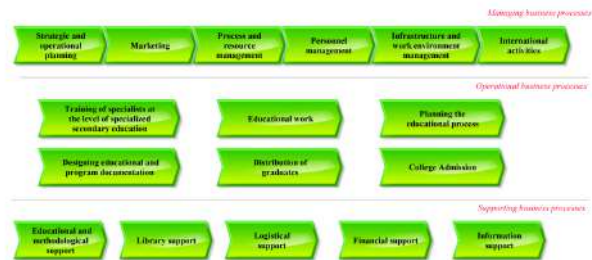 Managing business processes
Strategic and
operational
planning
Marketing
Process and
resource
management
Personnel
management
Infrastructure and
work environment
management
International
activities
Operational business processes
Training of specialists at
the level of specialized
secondary education
Educational work
Planning the
educational process
Designing educational and
program documentation
Distribution of
graduates
College Admission
Supporting business processes
Educational and
methodological
support
Library support
Logistical
support
Financial support
Information
support